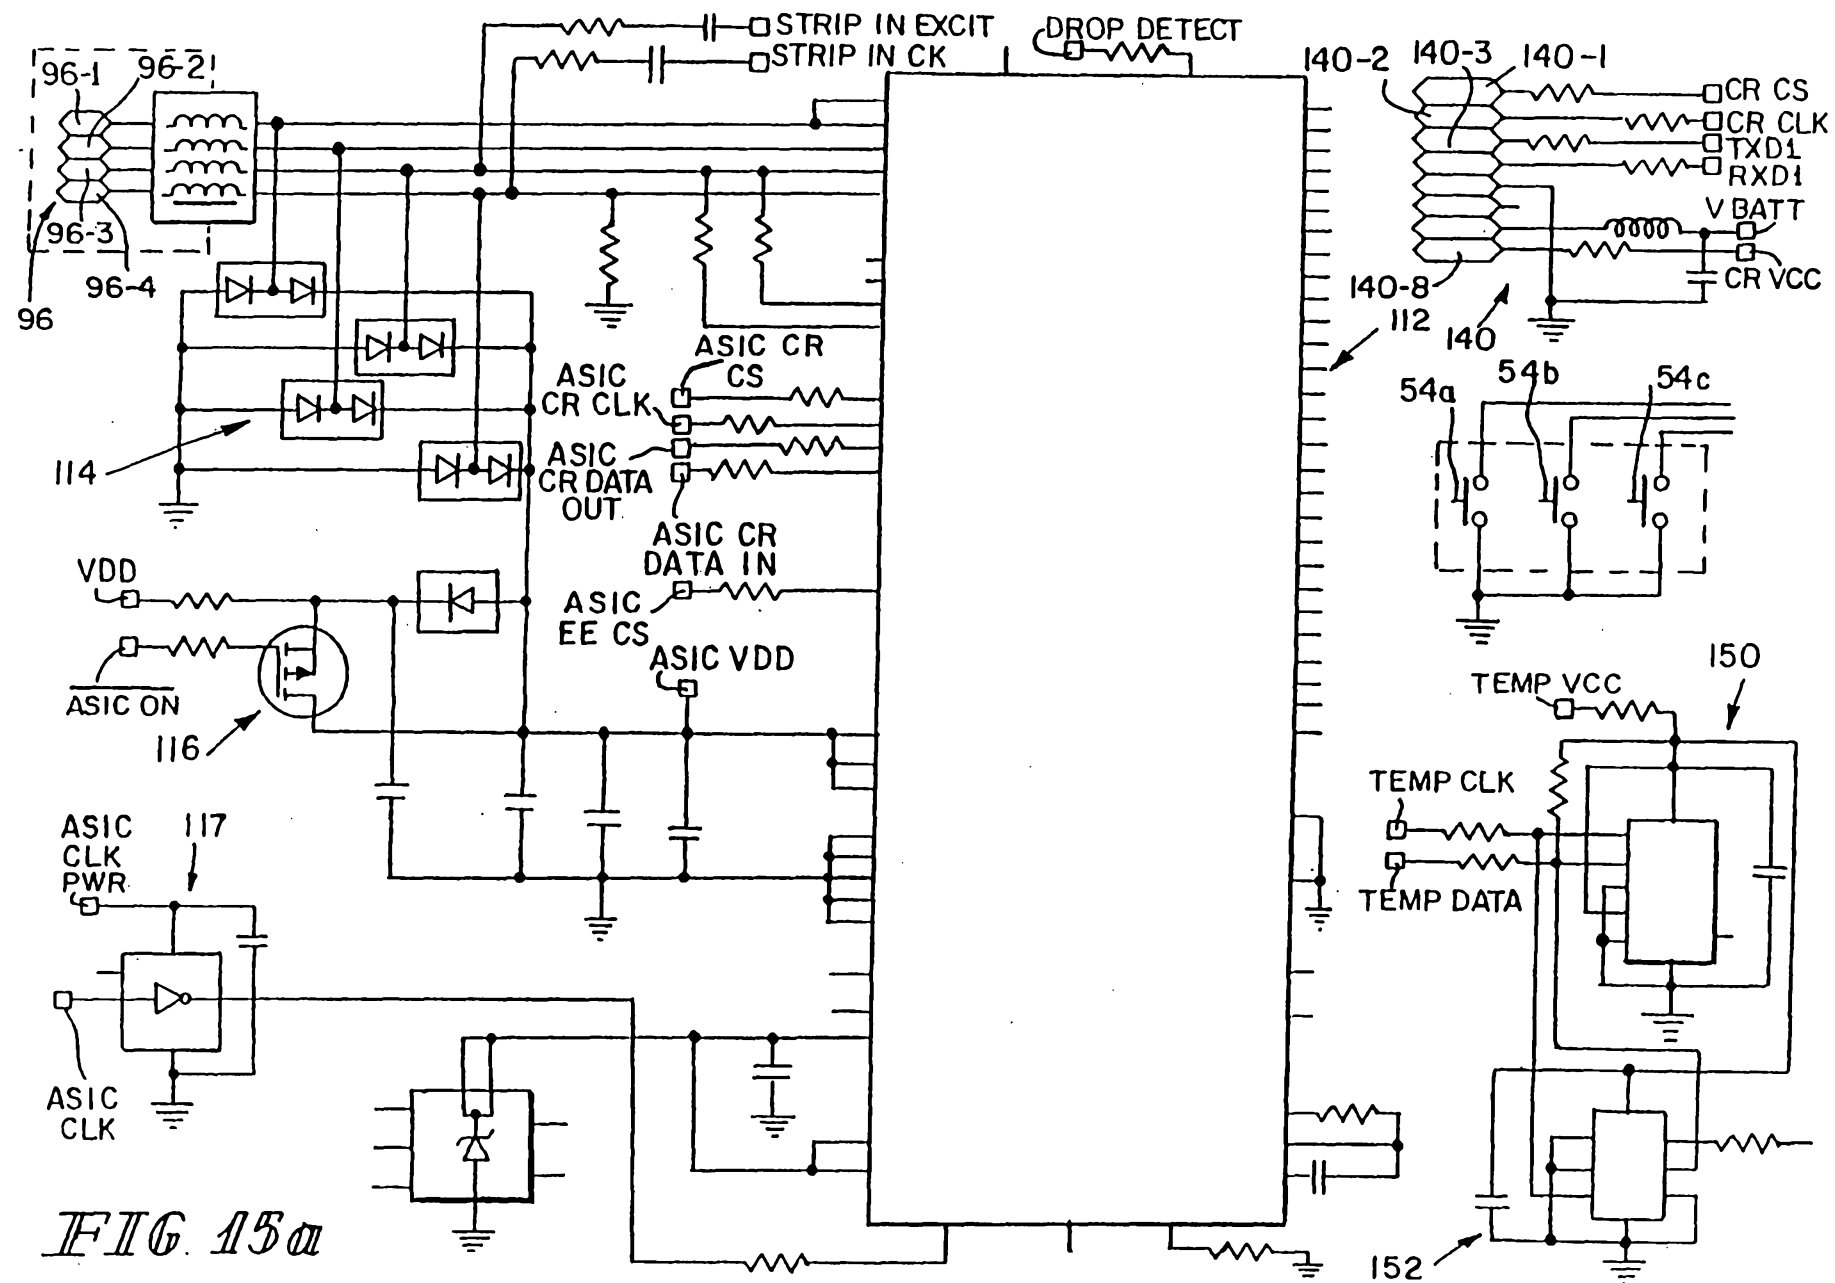 STRIP IN EXCIT
STRIP IN CK
DROP DETECT
96-1
96-2
96-3
96-4
96
140-2
140-3
140-1
CR CS
CR CLK
TXD1
RXD1
V BATT
CR VCC
140-8
140
112
ASIC CR
CS
ASIC
CR CLK
ASIC
CR DATA
OUT
ASIC CR
DATA IN
ASIC
EE CS
ASIC VDD
114
54a
54b
54c
VDD
ASIC ON
116
150
TEMP VCC
TEMP CLK
TEMP DATA
ASIC
CLK
PWR
117
ASIC
CLK
152
FIG. 15a